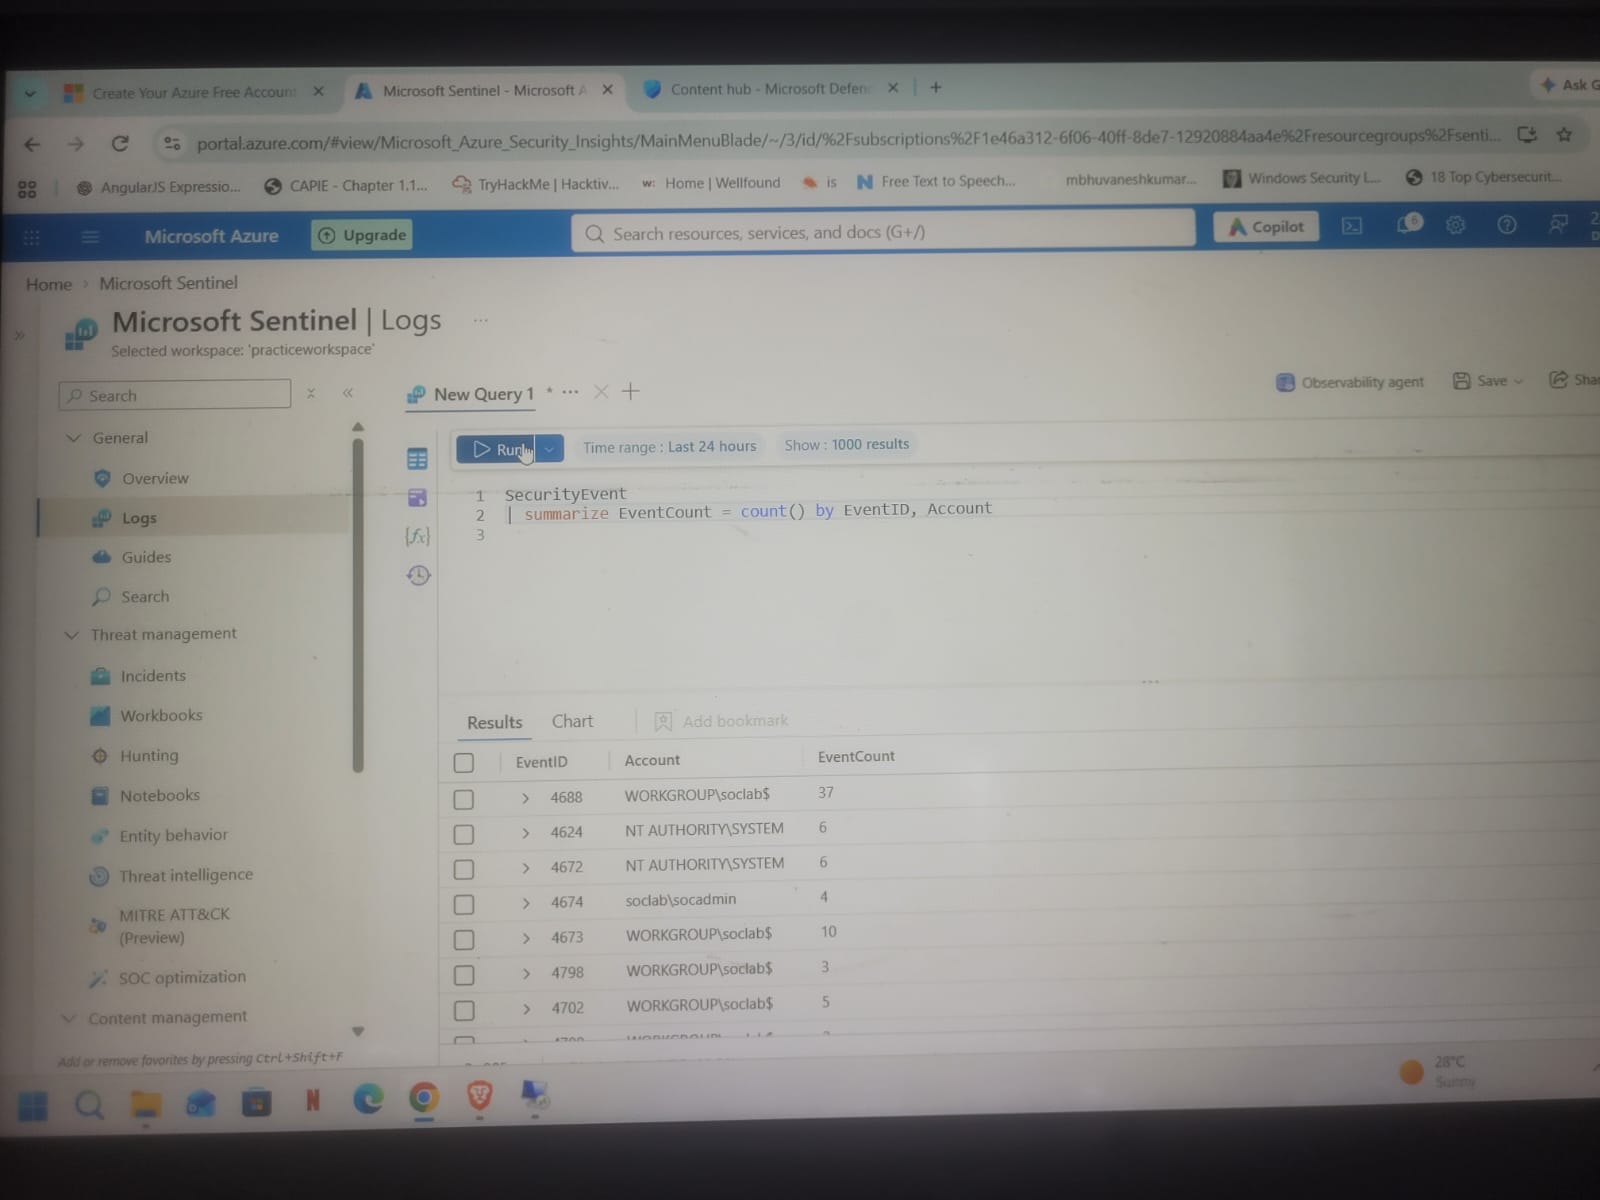 Create Your Azure Free Account
Microsoft Sentinel - Microsoft A
Content hub - Microsoft Defen
Ask G
portal.azure.com/#view/Microsoft_Azure_Security_Insights/MainMenuBlade/~/3/id/%2Fsubscriptions%2F1e46a312-6f06-40ff-8de7-12920884aa4e%2Fresourcegroups%2Fsenti...
AngularJS Expressio...
CAPIE - Chapter 1.1...
TryHackMe | Hacktiv...
w: Home | Wellfound
is
Free Text to Speech...
mbhuvaneshkumar...
Windows Security L...
18 Top Cybersecurit...
Microsoft Azure
Upgrade
Search resources, services, and docs (G+/)
Copilot
6
Home > Microsoft Sentinel
Microsoft Sentinel | Logs ...
Selected workspace: 'practiceworkspace'
Search
General
Overview
Logs
Guides
Search
Threat management
Incidents
Workbooks
Hunting
Notebooks
Entity behavior
Threat intelligence
MITRE ATT&CK
(Preview)
SOC optimization
Content management
Add or remove favorites by pressing Ctrl+Shift+F
New Query 1 * ...
Observability agent
Save
Shar
Run
Time range : Last 24 hours
Show : 1000 results
1 SecurityEvent
2 | summarize EventCount = count() by EventID, Account
3
Results
Chart
Add bookmark
EventID Account EventCount
4688 WORKGROUP\soclab$ 37
4624 NT AUTHORITY\SYSTEM 6
4672 NT AUTHORITY\SYSTEM 6
4674 soclab\socadmin 4
4673 WORKGROUP\soclab$ 10
4798 WORKGROUP\soclab$ 3
4702 WORKGROUP\soclab$ 5
28°C
Sunny